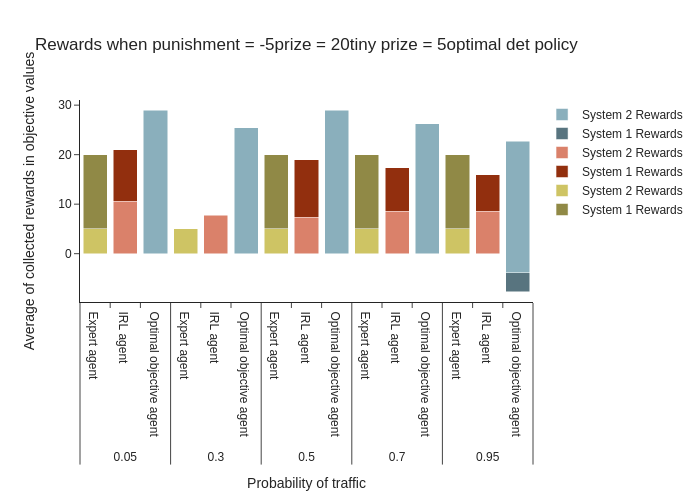 Rewards when punishment = -5prize = 20tiny prize = 5optimal det policy
Average of collected rewards in objective values
30
20
10
0
System 2 Rewards
System 1 Rewards
System 2 Rewards
System 1 Rewards
System 2 Rewards
System 1 Rewards
Expert agent
IRL agent
Optimal objective agent
Expert agent
IRL agent
Optimal objective agent
Expert agent
IRL agent
Optimal objective agent
Expert agent
IRL agent
Optimal objective agent
Expert agent
IRL agent
Optimal objective agent
0.05
0.3
0.5
0.7
0.95
Probability of traffic